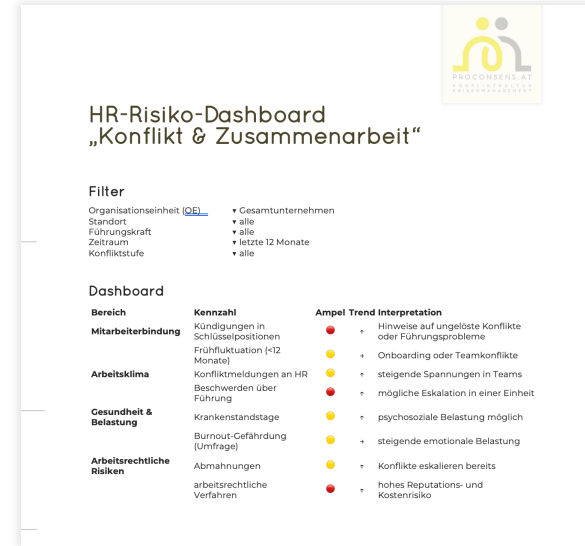 PROCONSENS.AT
KONFLIKTKULTUR
HR-Risiko-Dashboard
„Konflikt & Zusammenarbeit“
Filter
Organisationseinheit (OE) ▾ Gesamtunternehmen
Standort ▾ alle
Führungskraft ▾ alle
Zeitraum ▾ letzte 12 Monate
Konfliktstufe ▾ alle
Dashboard
Bereich Kennzahl Ampel Trend Interpretation
Mitarbeiterbindung Kündigungen in Schlüsselpositionen ↑ Hinweise auf ungelöste Konflikte oder Führungsprobleme
Frühfluktuation (<12 Monate) → Onboarding oder Teamkonflikte
Arbeitsklima Konfliktmeldungen an HR ↑ steigende Spannungen in Teams
Beschwerden über Führung ↑ mögliche Eskalation in einer Einheit
Gesundheit & Belastung Krankenstandstage ↑ psychosoziale Belastung möglich
Burnout-Gefährdung (Umfrage) → steigende emotionale Belastung
Arbeitsrechtliche Risiken Abmahnungen ↑ Konflikte eskalieren bereits
arbeitsrechtliche Verfahren ↑ hohes Reputations- und Kostenrisiko